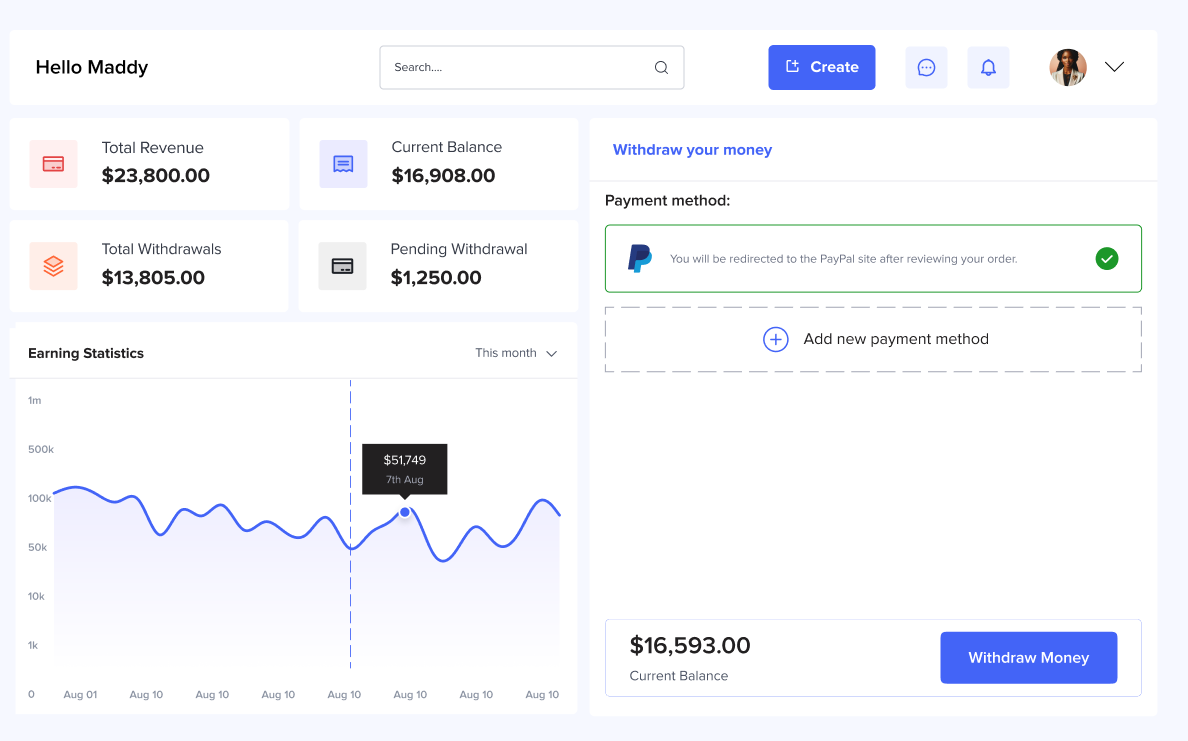 Hello Maddy
Search....
Create
Total Revenue
$23,800.00
Current Balance
$16,908.00
Total Withdrawals
$13,805.00
Pending Withdrawal
$1,250.00
Earning Statistics
This month
1m
500k
100k
50k
10k
1k
0
$51,749
7th Aug
Aug 01
Aug 10
Aug 10
Aug 10
Aug 10
Aug 10
Aug 10
Aug 10
Withdraw your money
Payment method:
You will be redirected to the PayPal site after reviewing your order.
Add new payment method
$16,593.00
Current Balance
Withdraw Money